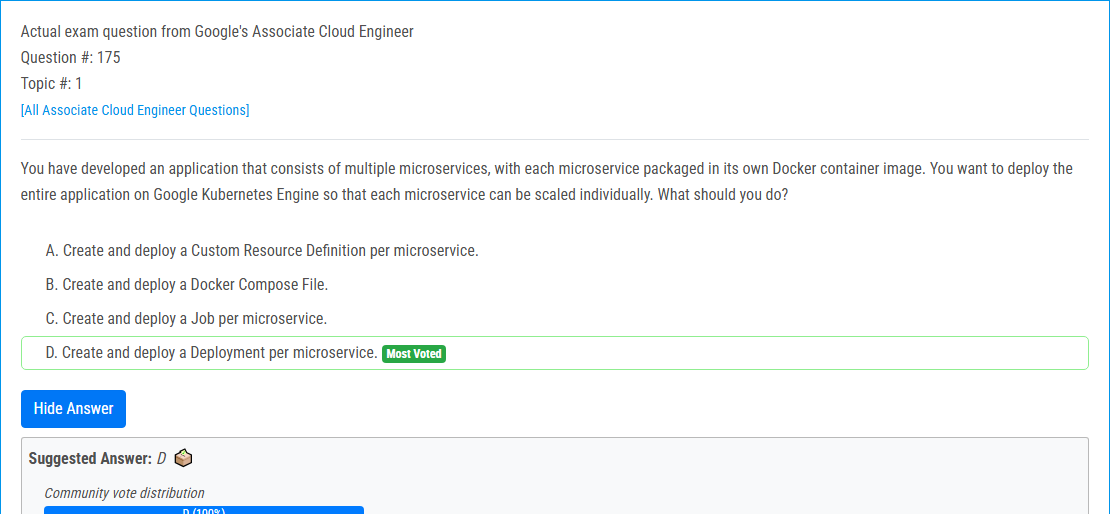 Actual exam question from Google's Associate Cloud Engineer
Question #: 175
Topic #: 1
[All Associate Cloud Engineer Questions]
You have developed an application that consists of multiple microservices, with each microservice packaged in its own Docker container image. You want to deploy the
entire application on Google Kubernetes Engine so that each microservice can be scaled individually. What should you do?
A. Create and deploy a Custom Resource Definition per microservice.
B. Create and deploy a Docker Compose File.
C. Create and deploy a Job per microservice.
D. Create and deploy a Deployment per microservice. Most Voted
Hide Answer
Suggested Answer: D
Community vote distribution
D (100%)